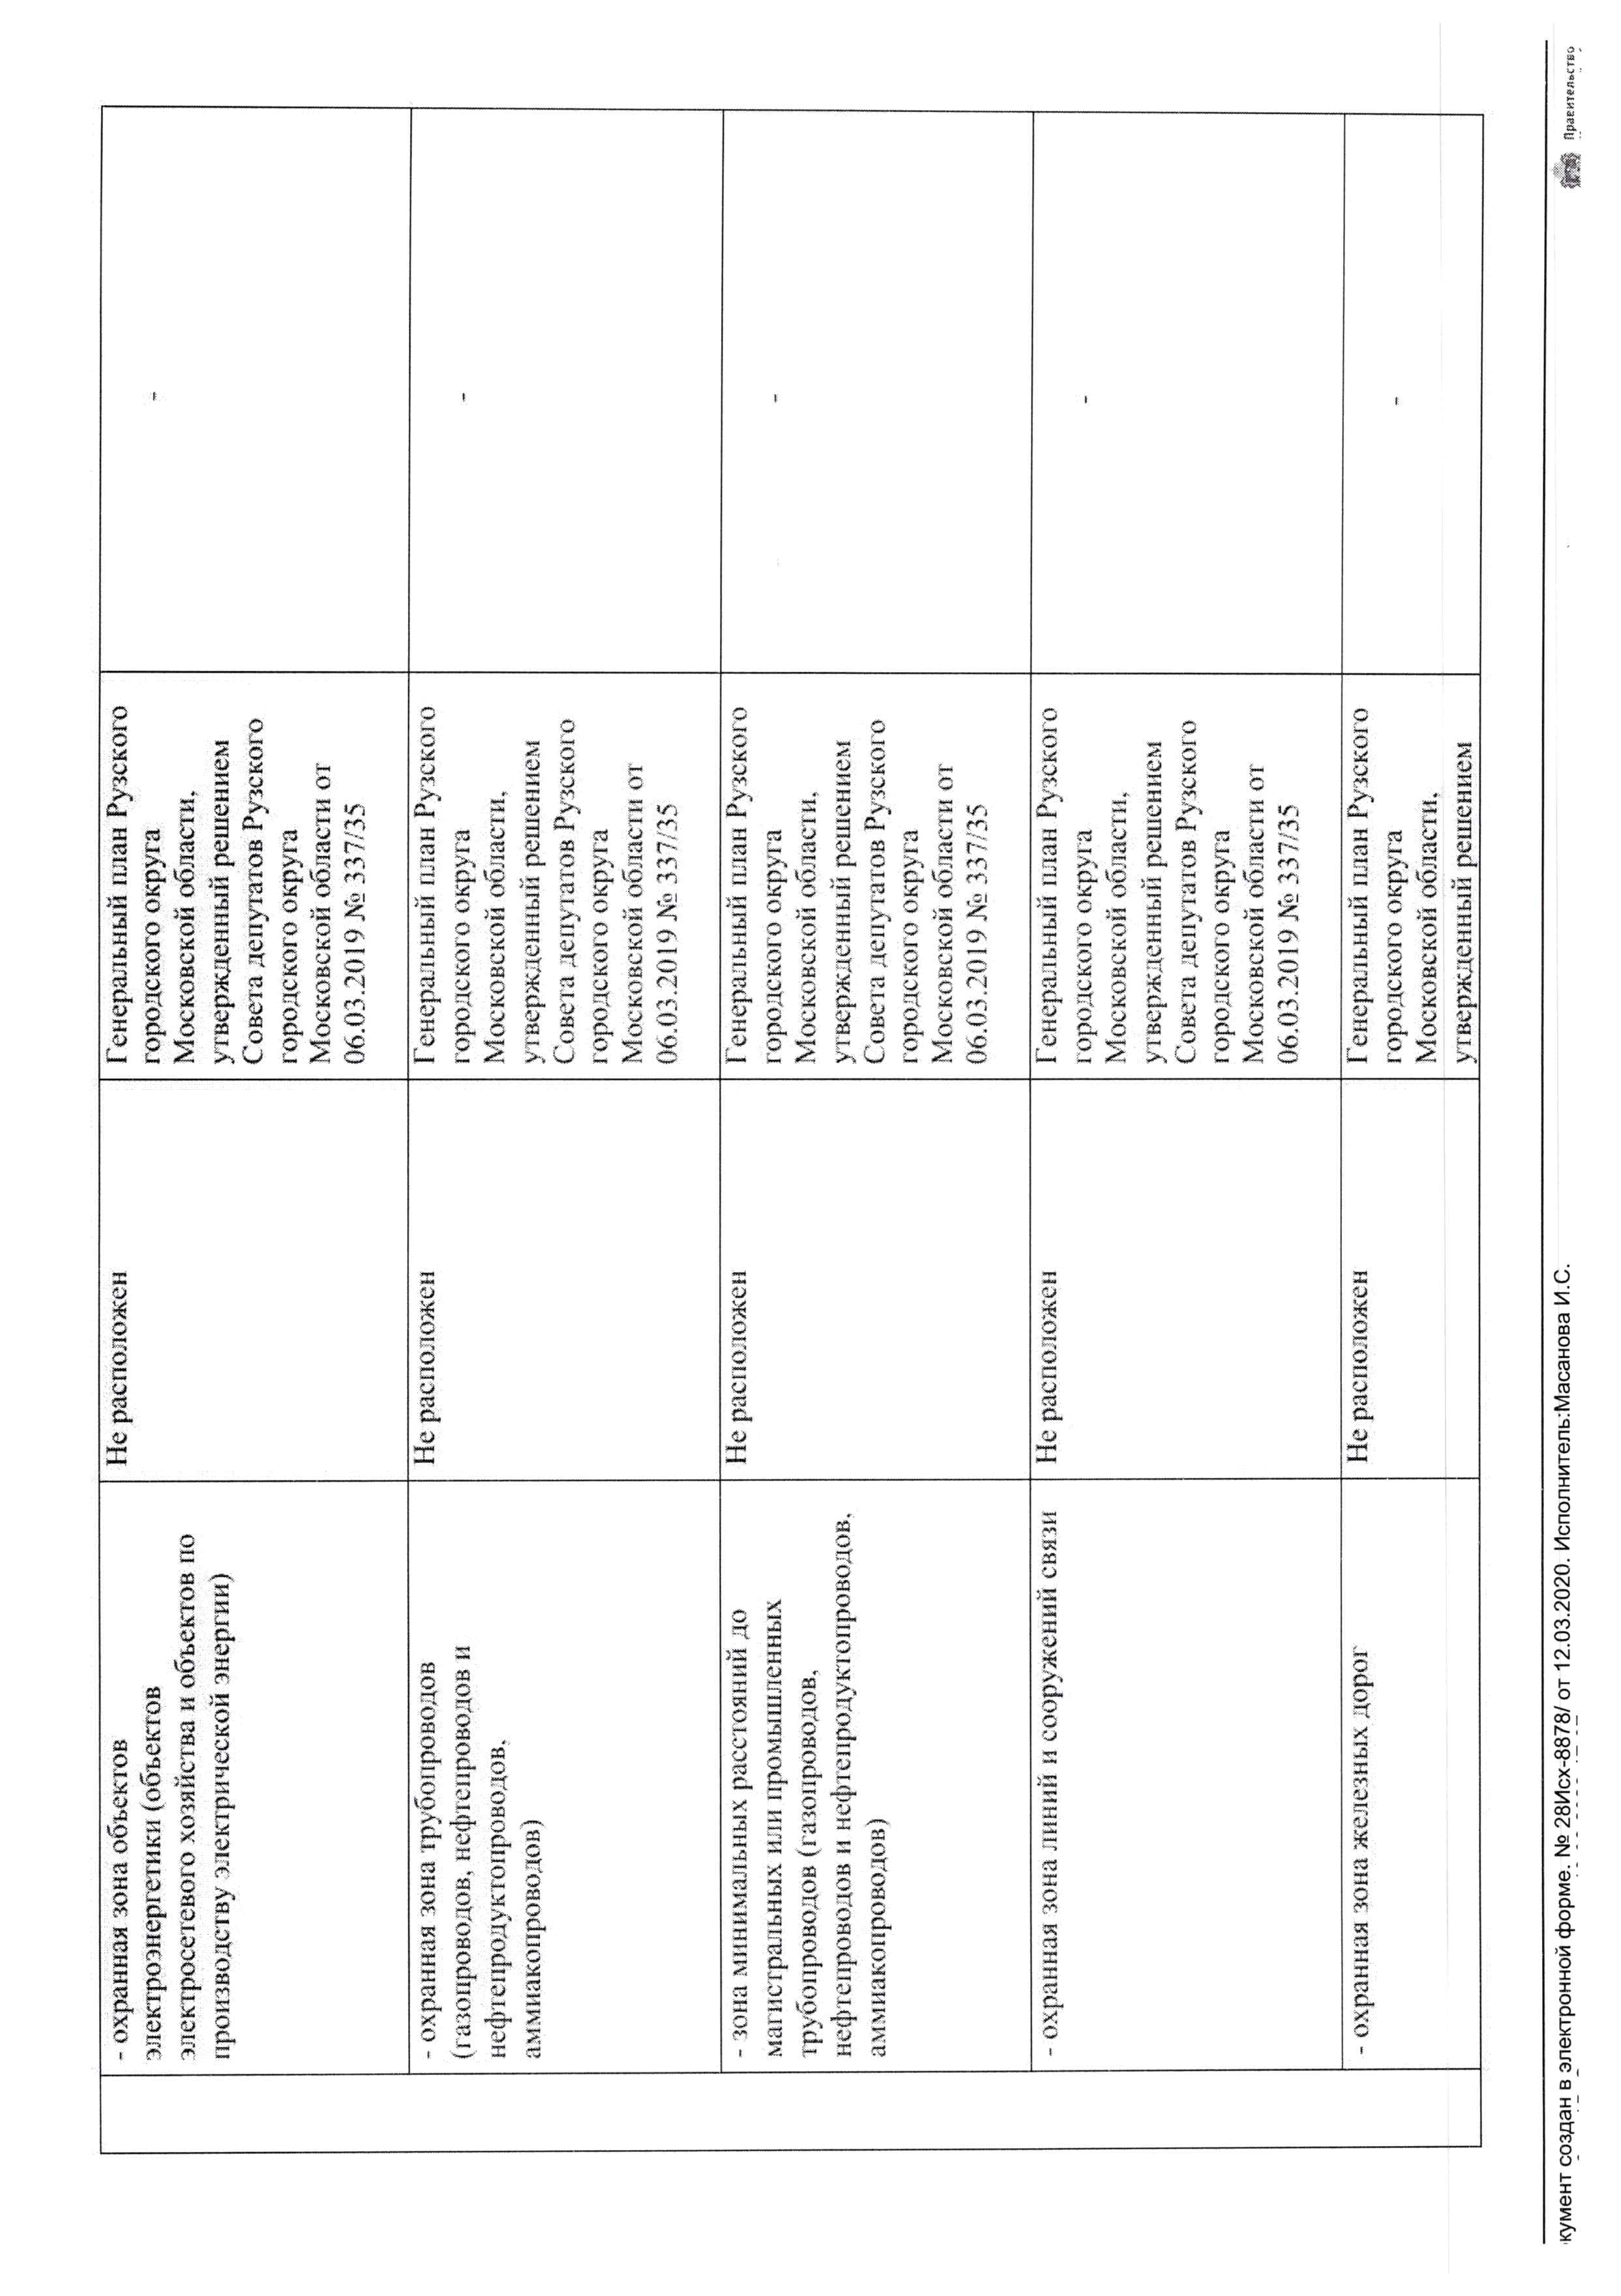 - охранная зона объектов
электроэнергетики (объектов
электросетевого хозяйства и объектов по
производству электрической энергии)
Не расположен
Генеральный план Рузского
городского округа
Московской области,
утвержденный решением
Совета депутатов Рузского
городского округа
Московской области от
06.03.2019 № 337/35
-
- охранная зона трубопроводов
(газопроводов, нефтепроводов и
нефтепродуктопроводов,
аммиакопроводов)
Не расположен
Генеральный план Рузского
городского округа
Московской области,
утвержденный решением
Совета депутатов Рузского
городского округа
Московской области от
06.03.2019 № 337/35
-
- зона минимальных расстояний до
магистральных или промышленных
трубопроводов (газопроводов,
нефтепроводов и нефтепродуктопроводов,
аммиакопроводов)
Не расположен
Генеральный план Рузского
городского округа
Московской области,
утвержденный решением
Совета депутатов Рузского
городского округа
Московской области от
06.03.2019 № 337/35
-
- охранная зона линий и сооружений связи
Не расположен
Генеральный план Рузского
городского округа
Московской области,
утвержденный решением
Совета депутатов Рузского
городского округа
Московской области от
06.03.2019 № 337/35
-
- охранная зона железных дорог
Не расположен
Генеральный план Рузского
городского округа
Московской области,
утвержденный решением
-
кумент создан в электронной форме. № 28Исх-8878/ от 12.03.2020. Исполнитель:Масанова И.С.
Правительство